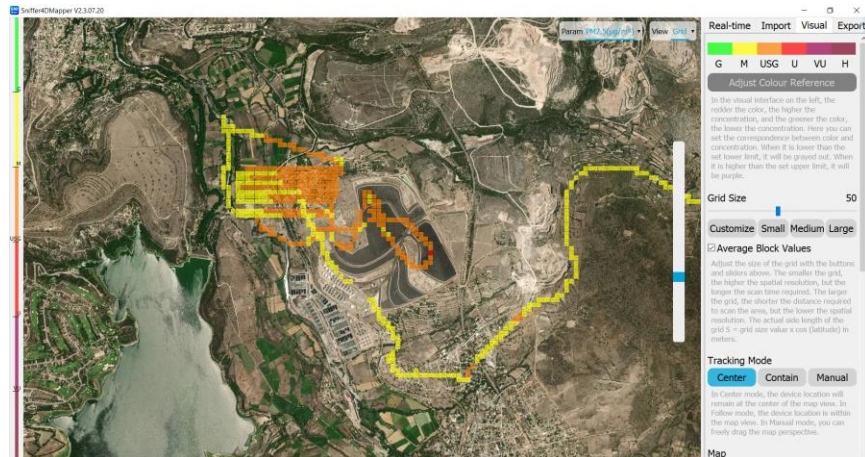 Sniffer4DMapper V2.3.07.20
Param PM2.5(ug/m³)
View Grid
Real-time Import Visual Export
G M USG U VU H
Adjust Colour Reference
In the visual interface on the left, the
redder the color, the higher the
concentration, and the greener the color,
the lower the concentration. Here you can
set the correspondence between color and
concentration. When it is lower than the
set lower limit, it will be grayed out. When
it is higher than the set upper limit, it will
be purple.
Grid Size 50
Customize Small Medium Large
Average Block Values
Adjust the size of the grid with the buttons
and sliders above. The smaller the grid,
the higher the spatial resolution, but the
longer the scan time required. The larger
the grid, the shorter the distance required
to scan the area, but the lower the spatial
resolution. The actual side length of the
grid S = grid size value x cos (latitude) in
meters.
Tracking Mode
Center Contain Manual
In Center mode, the device location will
remain at the center of the map view. In
Follow mode, the device location is within
the map view. In Manual mode, you can
freely drag the map perspective.
Map